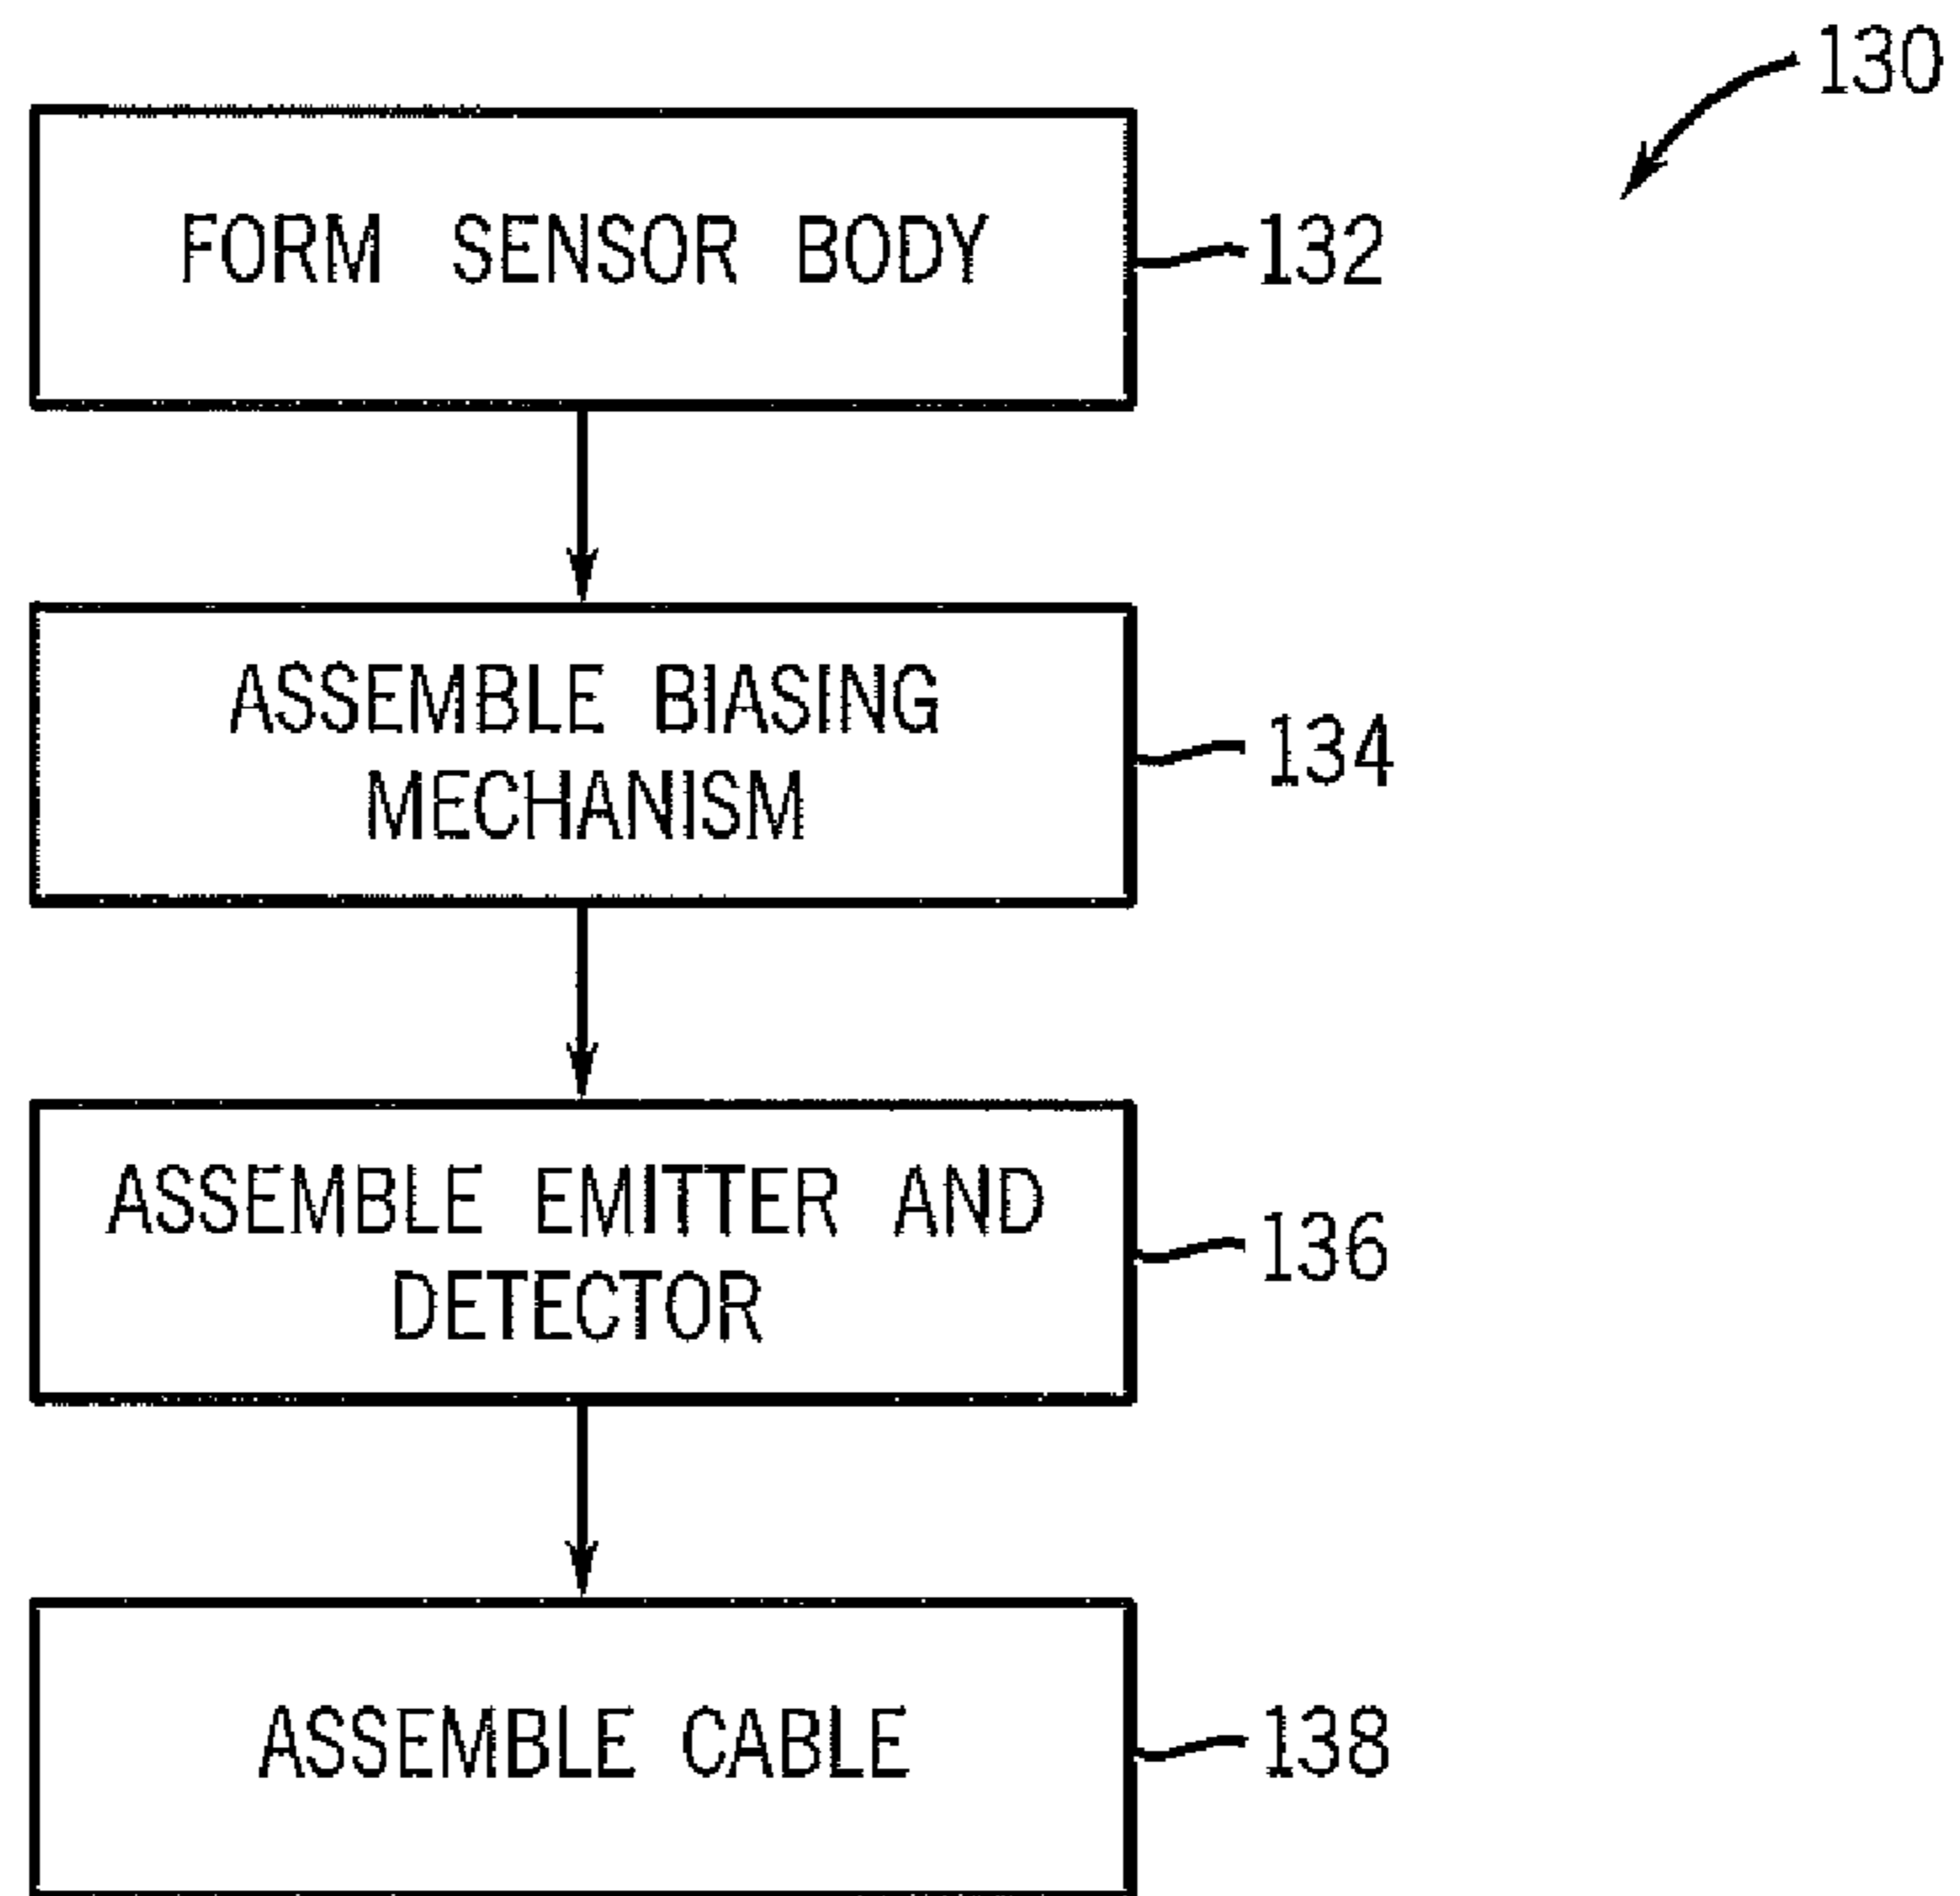 130
FORM SENSOR BODY
132
ASSEMBLE BIASING
MECHANISM
134
ASSEMBLE EMITTER AND
DETECTOR
136
ASSEMBLE CABLE
138